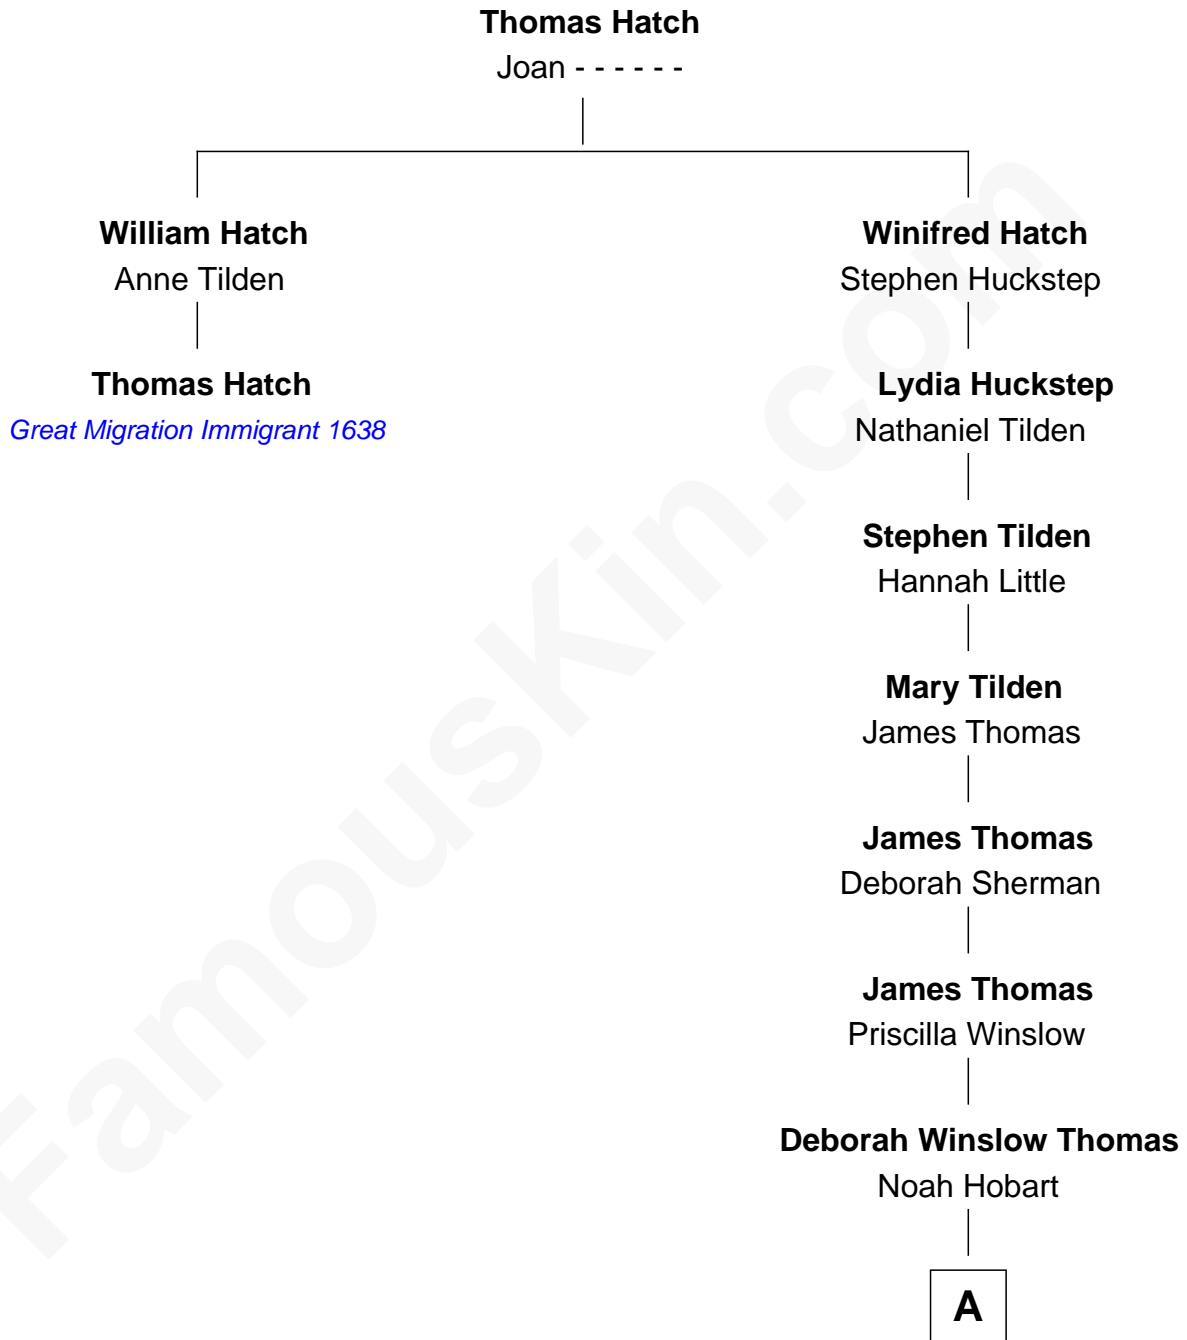 Thomas Hatch
Joan - - - - - -
William Hatch
Anne Tilden
Thomas Hatch
Great Migration Immigrant 1638
Winifred Hatch
Stephen Huckstep
Lydia Huckstep
Nathaniel Tilden
Stephen Tilden
Hannah Little
Mary Tilden
James Thomas
James Thomas
Deborah Sherman
James Thomas
Priscilla Winslow
Deborah Winslow Thomas
Noah Hobart
A
FamousKin.com